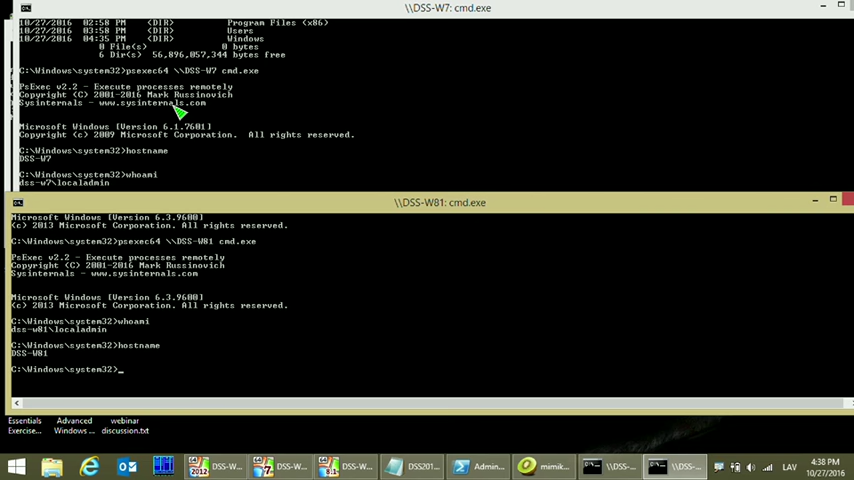 \\DSS-W7: cmd.exe
10/27/2016 02:58 PM <DIR> Program Files (x86)
10/27/2016 03:58 PM <DIR> Users
10/27/2016 04:35 PM <DIR> Windows
0 File(s) 0 bytes
6 Dir(s) 56,896,057,344 bytes free
C:\Windows\system32>psexec64 \\DSS-W7 cmd.exe
PsExec v2.2 - Execute processes remotely
Copyright (C) 2001-2016 Mark Russinovich
Sysinternals - www.sysinternals.com
Microsoft Windows [Version 6.1.7601]
Copyright (c) 2009 Microsoft Corporation. All rights reserved.
C:\Windows\system32>hostname
DSS-W7
C:\Windows\system32>whoami
dss-w7\localadmin
\\DSS-W81: cmd.exe
Microsoft Windows [Version 6.3.9600]
(c) 2013 Microsoft Corporation. All rights reserved.
C:\Windows\system32>psexec64 \\DSS-W81 cmd.exe
PsExec v2.2 - Execute processes remotely
Copyright (C) 2001-2016 Mark Russinovich
Sysinternals - www.sysinternals.com
Microsoft Windows [Version 6.3.9600]
(c) 2013 Microsoft Corporation. All rights reserved.
C:\Windows\system32>whoami
dss-w81\localadmin
C:\Windows\system32>hostname
DSS-W81
C:\Windows\system32>_
Essentials Advanced webinar
Exercise... Windows ... discussion.txt
2012 DSS-W... 7 DSS-W... 8.1 DSS-W... DSS201... Admin... mimik... \\DSS-... \\DSS-... LAV 4:38 PM
10/27/2016